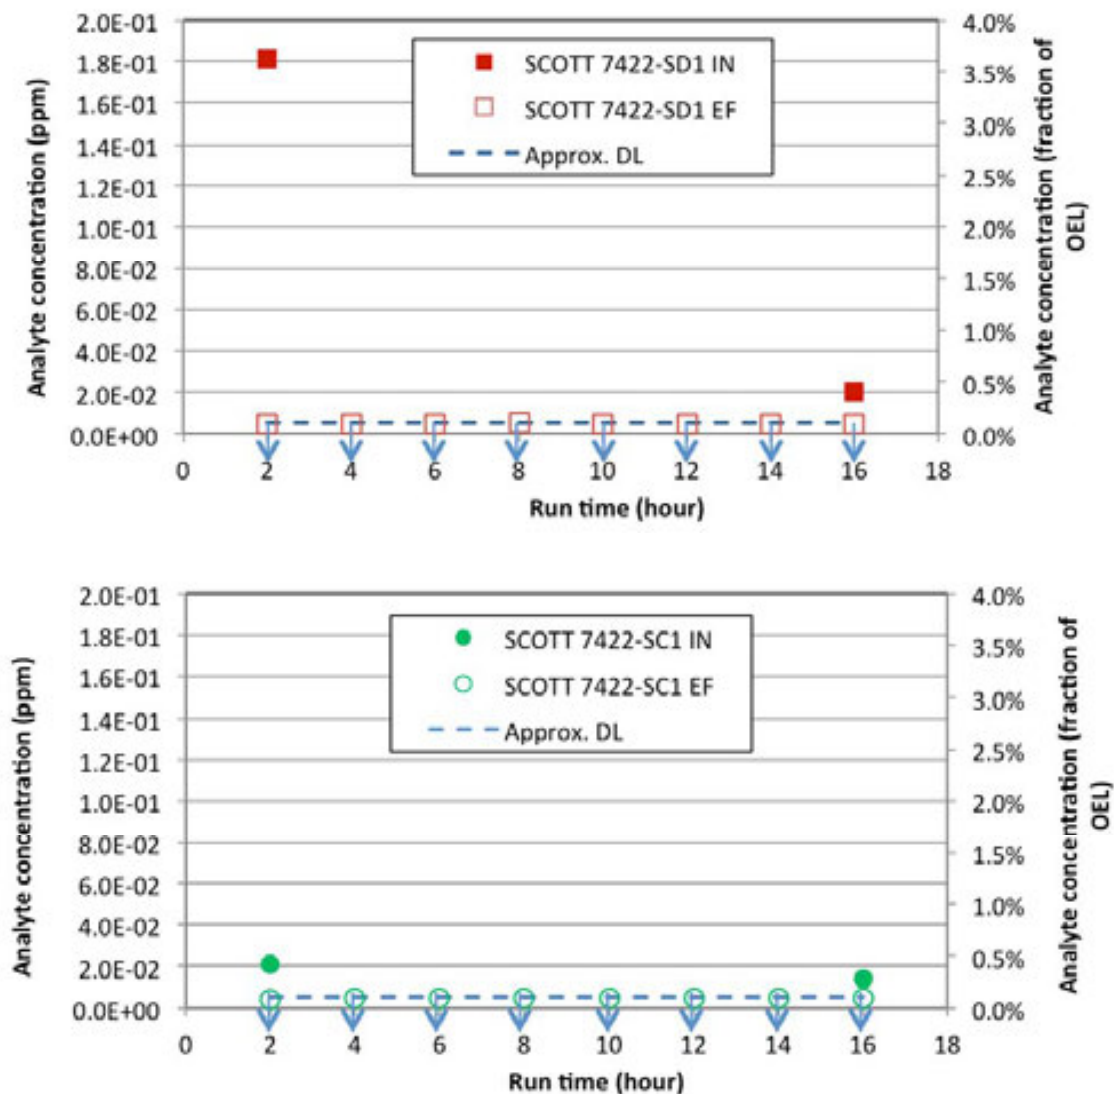 2.0E-01
1.8E-01
1.6E-01
1.4E-01
1.2E-01
1.0E-01
8.0E-02
6.0E-02
4.0E-02
2.0E-02
0.0E+00
Analyte concentration (ppm)
SCOTT 7422-SD1 IN
SCOTT 7422-SD1 EF
Approx. DL
4.0%
3.5%
3.0%
2.5%
2.0%
1.5%
1.0%
0.5%
0.0%
Analyte concentration (fraction of
OEL)
0 2 4 6 8 10 12 14 16 18
Run time (hour)
2.0E-01
1.8E-01
1.6E-01
1.4E-01
1.2E-01
1.0E-01
8.0E-02
6.0E-02
4.0E-02
2.0E-02
0.0E+00
Analyte concentration (ppm)
SCOTT 7422-SC1 IN
SCOTT 7422-SC1 EF
Approx. DL
4.0%
3.5%
3.0%
2.5%
2.0%
1.5%
1.0%
0.5%
0.0%
Analyte concentration (fraction of
OEL)
0 2 4 6 8 10 12 14 16 18
Run time (hour)